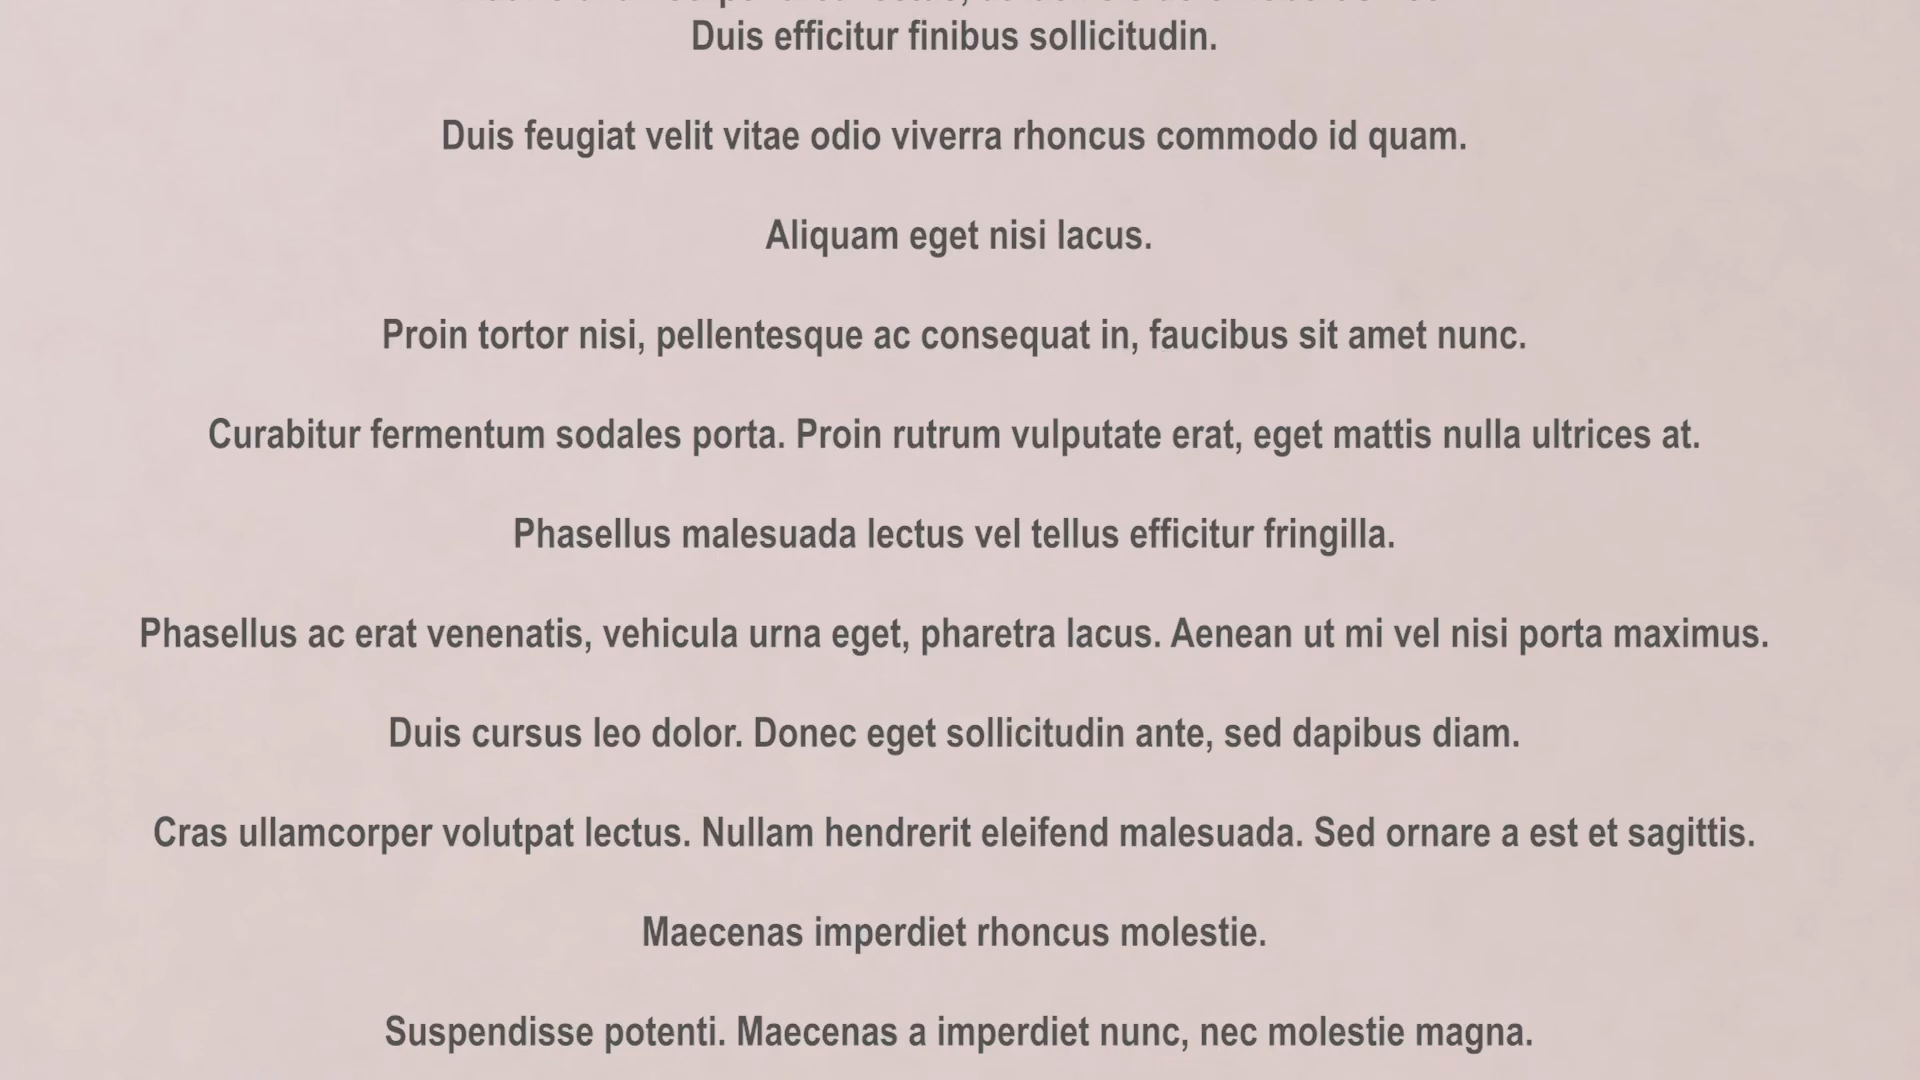 Duis efficitur finibus sollicitudin.
Duis feugiat velit vitae odio viverra rhoncus commodo id quam.
Aliquam eget nisi lacus.
Proin tortor nisi, pellentesque ac consequat in, faucibus sit amet nunc.
Curabitur fermentum sodales porta. Proin rutrum vulputate erat, eget mattis nulla ultrices at.
Phasellus malesuada lectus vel tellus efficitur fringilla.
Phasellus ac erat venenatis, vehicula urna eget, pharetra lacus. Aenean ut mi vel nisi porta maximus.
Duis cursus leo dolor. Donec eget sollicitudin ante, sed dapibus diam.
Cras ullamcorper volutpat lectus. Nullam hendrerit eleifend malesuada. Sed ornare a est et sagittis.
Maecenas imperdiet rhoncus molestie.
Suspendisse potenti. Maecenas a imperdiet nunc, nec molestie magna.